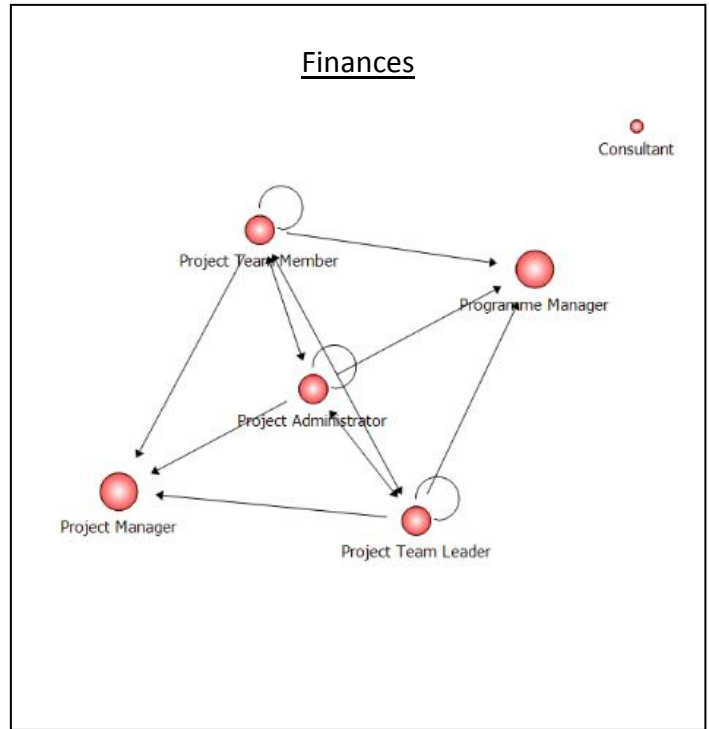 Finances
Consultant
Project Team Member
Programme Manager
Project Administrator
Project Manager
Project Team Leader